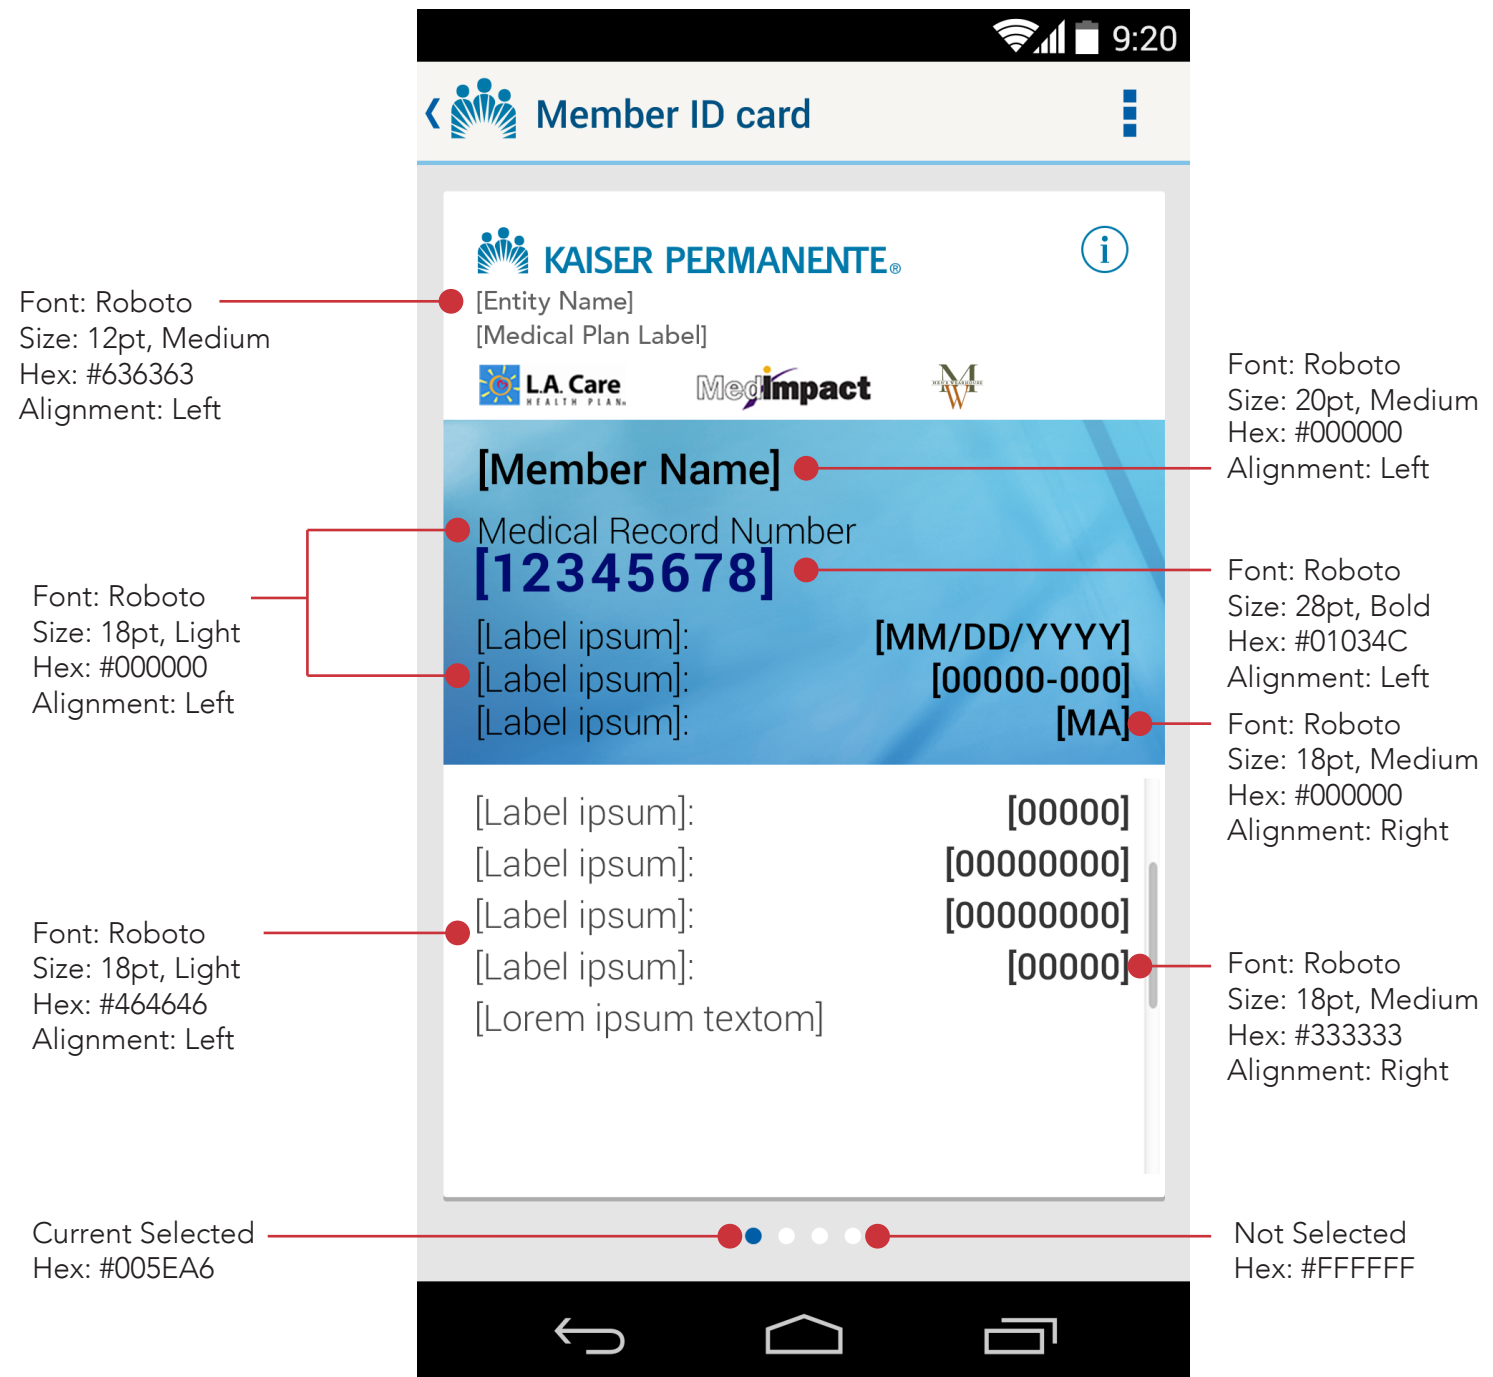 9:20
Member ID card
KAISER PERMANENTE®
i
[Entity Name]
[Medical Plan Label]
L.A. Care
HEALTH PLAN®
MedImpact
M
MEN'S WEARHOUSE
W
[Member Name]
Medical Record Number
[12345678]
[Label ipsum]: [MM/DD/YYYY]
[Label ipsum]: [00000-000]
[Label ipsum]: [MA]
[Label ipsum]: [00000]
[Label ipsum]: [00000000]
[Label ipsum]: [00000000]
[Label ipsum]: [00000]
[Lorem ipsum textom]
Font: Roboto
Size: 12pt, Medium
Hex: #636363
Alignment: Left
Font: Roboto
Size: 18pt, Light
Hex: #000000
Alignment: Left
Font: Roboto
Size: 18pt, Light
Hex: #464646
Alignment: Left
Current Selected
Hex: #005EA6
Font: Roboto
Size: 20pt, Medium
Hex: #000000
Alignment: Left
Font: Roboto
Size: 28pt, Bold
Hex: #01034C
Alignment: Left
Font: Roboto
Size: 18pt, Medium
Hex: #000000
Alignment: Right
Font: Roboto
Size: 18pt, Medium
Hex: #333333
Alignment: Right
Not Selected
Hex: #FFFFFF